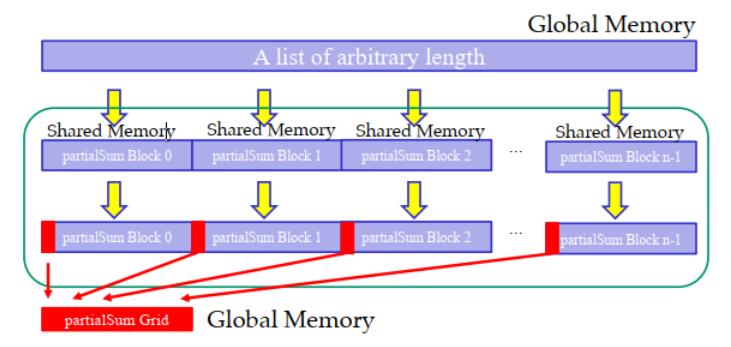 Global Memory
A list of arbitrary length
Shared Memory Shared Memory Shared Memory Shared Memory
partialSum Block 0 partialSum Block 1 partialSum Block 2 ... partialSum Block n-1
partialSum Block 0 partialSum Block 1 partialSum Block 2 ... partialSum Block n-1
partialSum Grid Global Memory